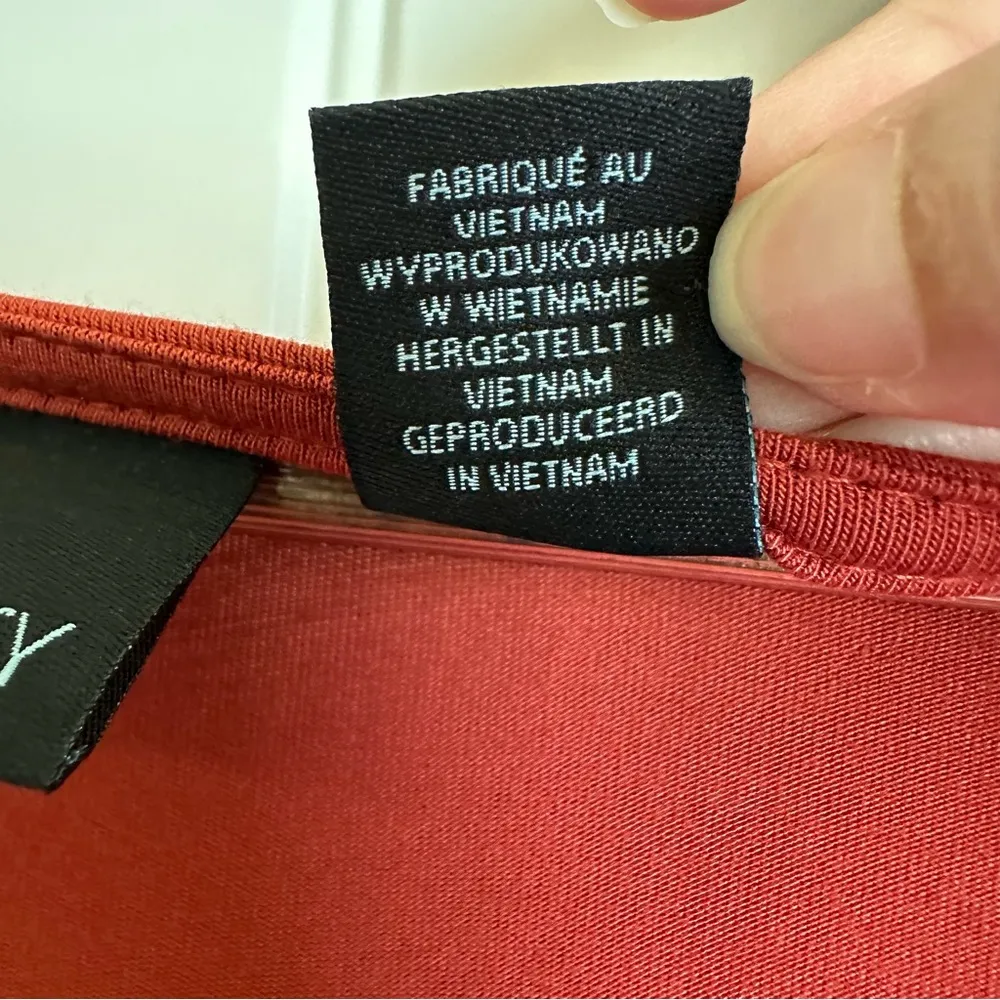 FABRIQUÉ AU
VIETNAM
WYPRODUKOWANO
W WIETNAMIE
HERGESTELLT IN
VIETNAM
GEPRODUCEERD
IN VIETNAM